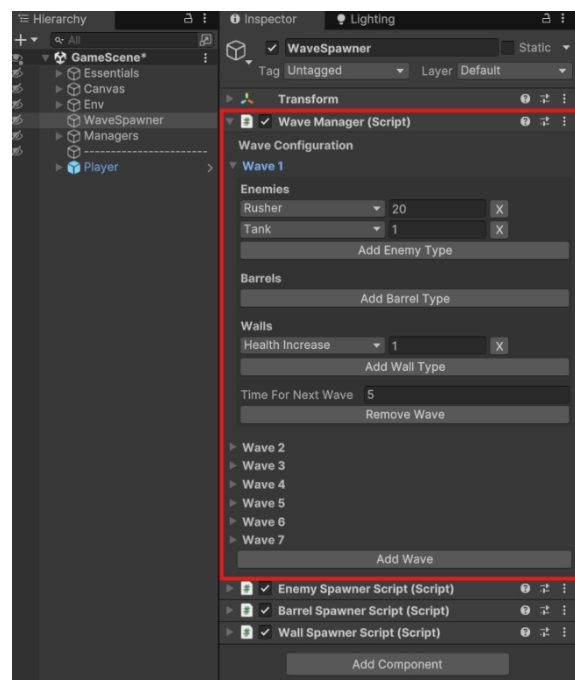 Hierarchy
All
GameScene*
Essentials
Canvas
Env
WaveSpawner
Managers
-----------------------
Player
Inspector
Lighting
WaveSpawner
Static
Tag Untagged
Layer Default
Transform
Wave Manager (Script)
Wave Configuration
Wave 1
Enemies
Rusher 20 X
Tank 1 X
Add Enemy Type
Barrels
Add Barrel Type
Walls
Health Increase 1 X
Add Wall Type
Time For Next Wave 5
Remove Wave
Wave 2
Wave 3
Wave 4
Wave 5
Wave 6
Wave 7
Add Wave
Enemy Spawner Script (Script)
Barrel Spawner Script (Script)
Wall Spawner Script (Script)
Add Component